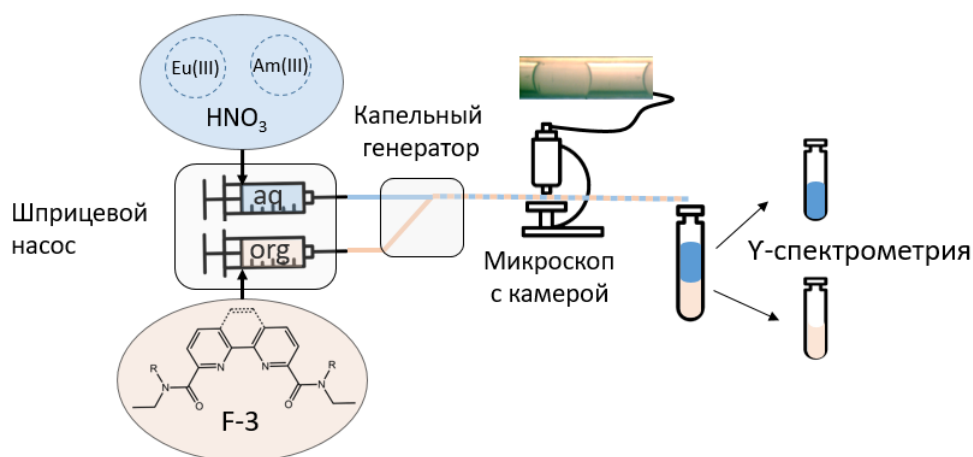 Eu(III)
Am(III)
HNO3
Капельный
генератор
Шприцевой
насос
aq
org
Микроскоп
с камерой
Y-спектрометрия
R
N
O
N
N
R
N
O
F-3